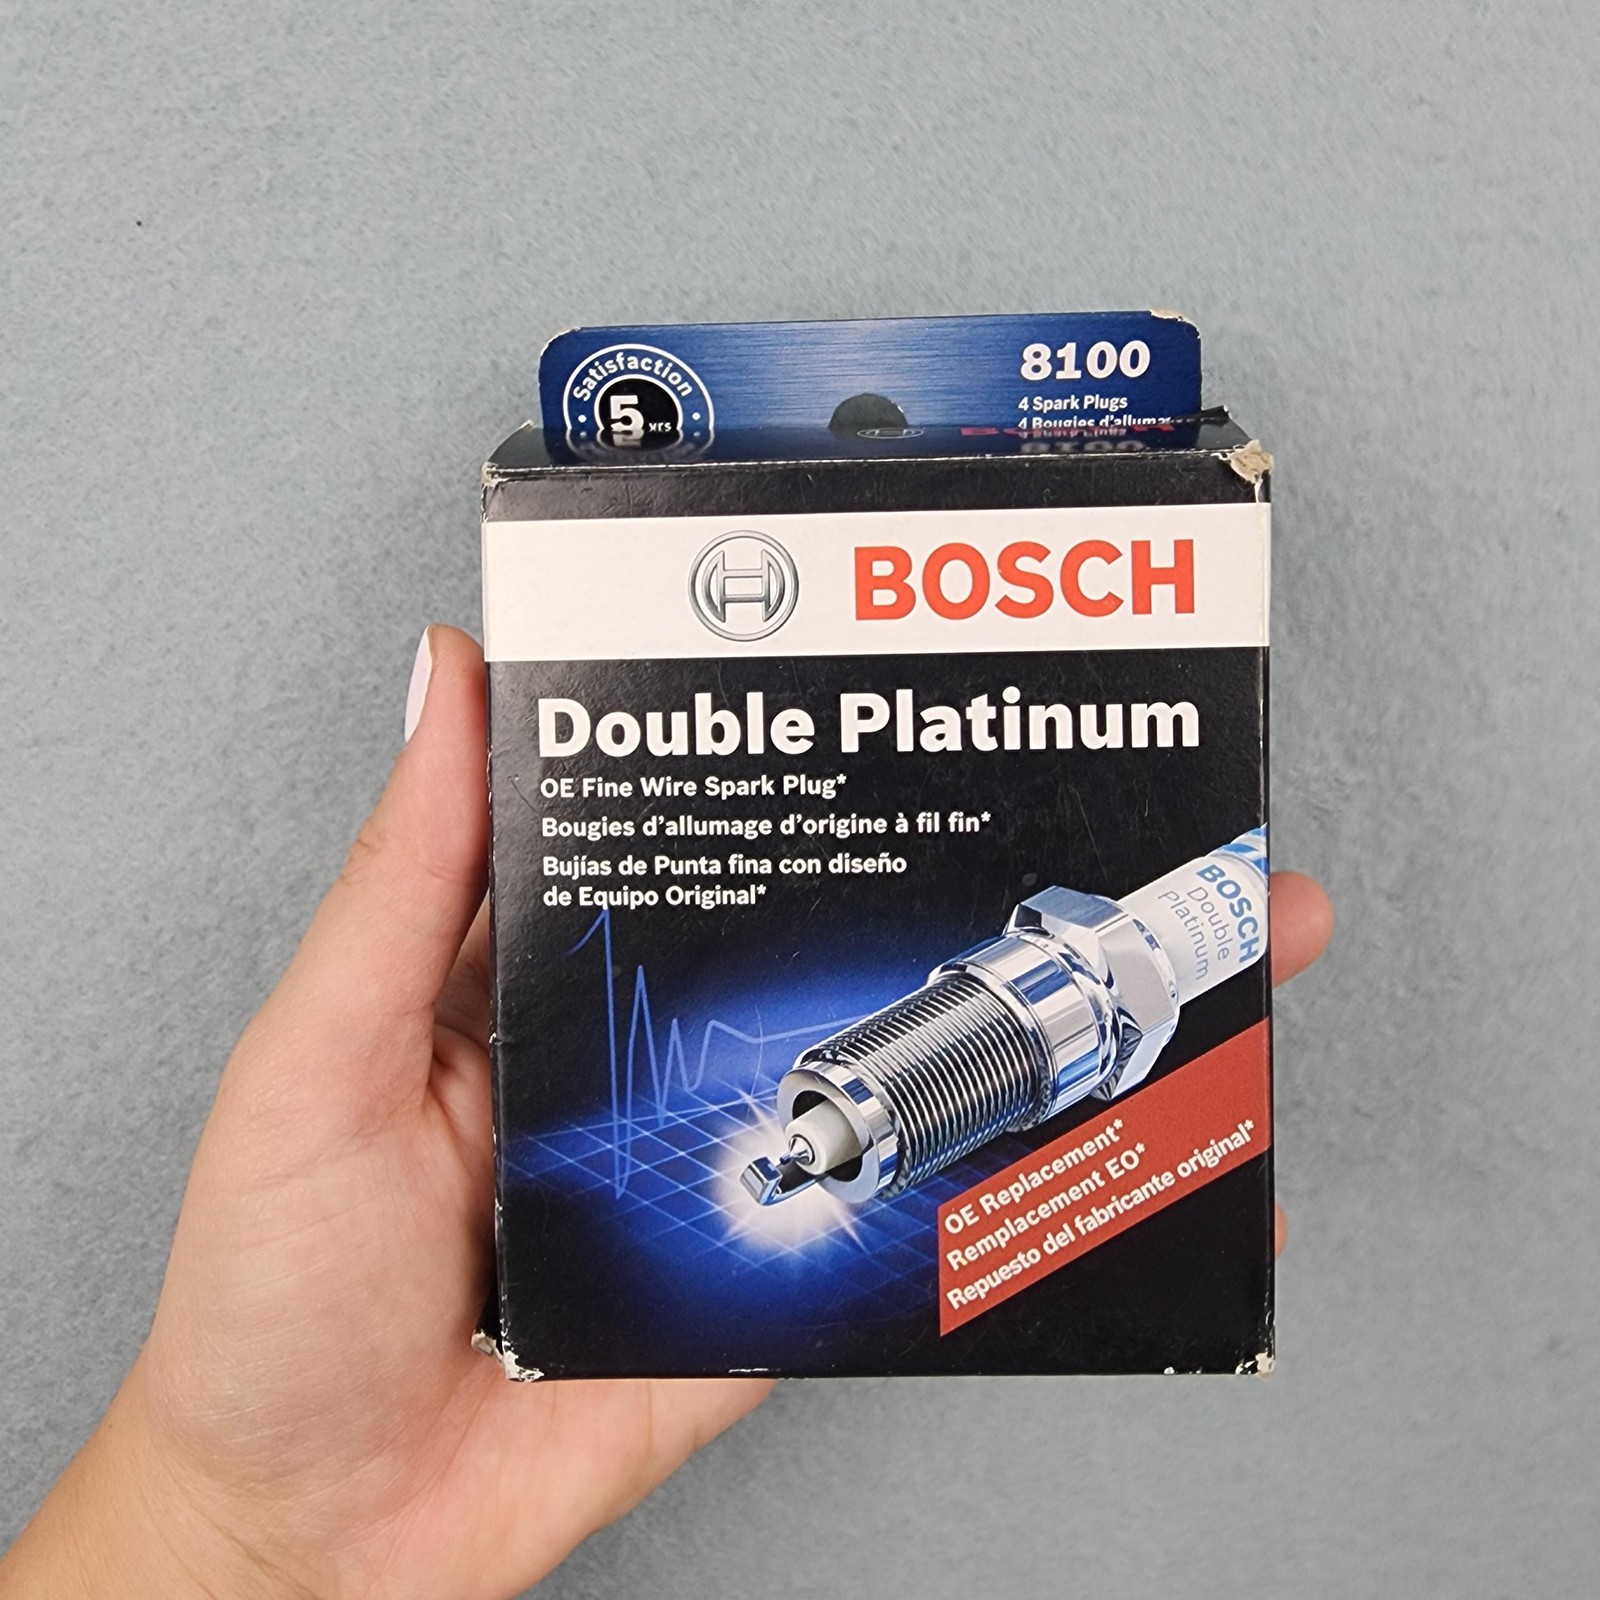 Satisfaction
5 yrs
8100
4 Spark Plugs
4 Bougies
BOSCH
Double Platinum
OE Fine Wire Spark Plug*
Bougies d'allumage d'origine à fil fin*
Bujías de Punta fina con diseño
de Equipo Original*
BOSCH
Double
Platinum
OE Replacement*
Remplacement EO*
Repuesto del fabricante original*